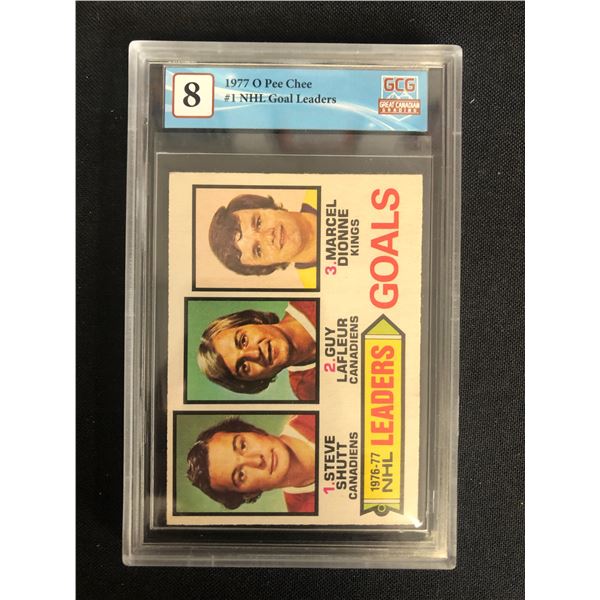 8
1977 O Pee Chee
#1 NHL Goal Leaders
GCG
GREAT CANADIAN
GRADING
1. STEVE
SHUTT
CANADIENS
2. GUY
LAFLEUR
CANADIENS
3. MARCEL
DIONNE
KINGS
1976-77
NHL LEADERS
GOALS